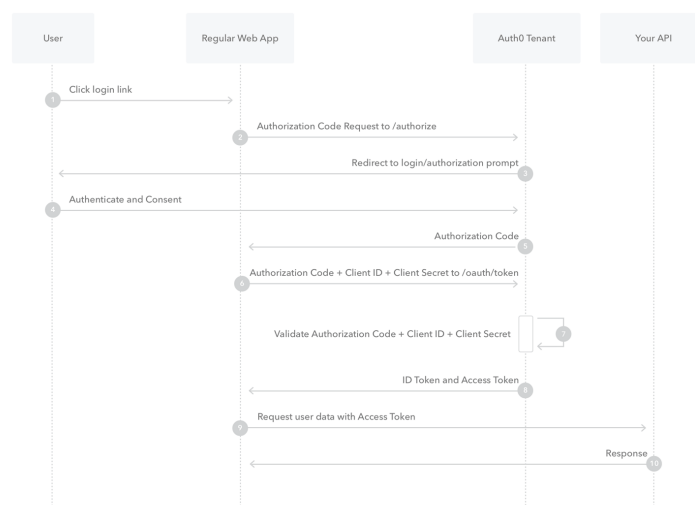 User
Regular Web App
Auth0 Tenant
Your API
Click login link
1
Authorization Code Request to /authorize
2
Redirect to login/authorization prompt
3
Authenticate and Consent
4
Authorization Code
5
Authorization Code + Client ID + Client Secret to /oauth/token
6
Validate Authorization Code + Client ID + Client Secret
7
ID Token and Access Token
8
Request user data with Access Token
9
Response
10